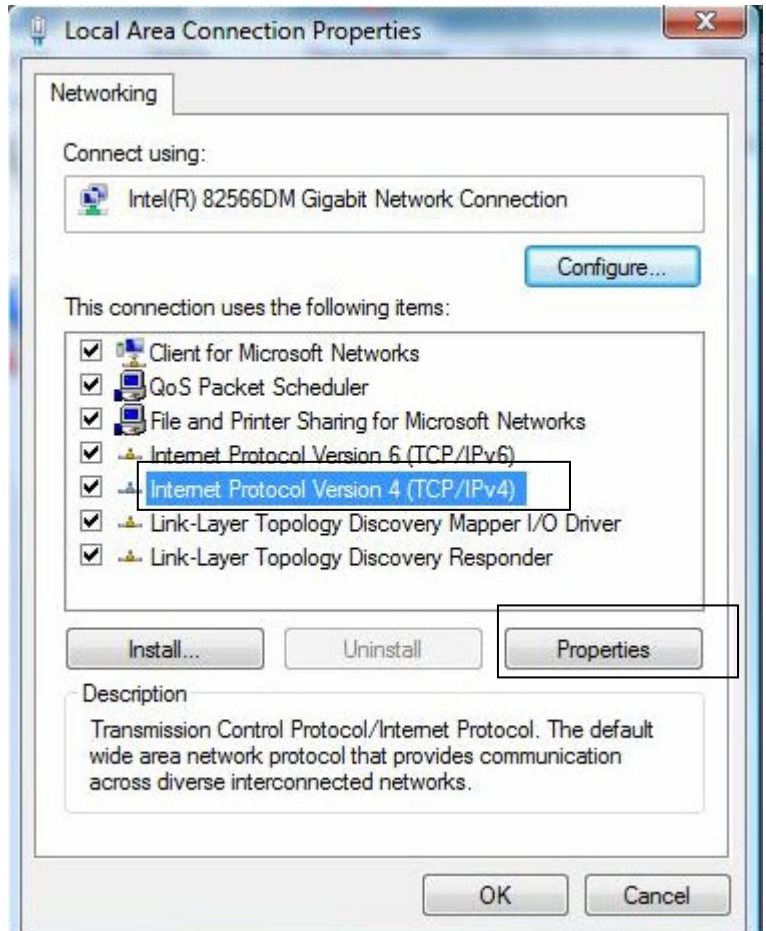 Local Area Connection Properties
Networking
Connect using:
Intel(R) 82566DM Gigabit Network Connection
Configure...
This connection uses the following items:
Client for Microsoft Networks
QoS Packet Scheduler
File and Printer Sharing for Microsoft Networks
Internet Protocol Version 6 (TCP/IPv6)
Internet Protocol Version 4 (TCP/IPv4)
Link-Layer Topology Discovery Mapper I/O Driver
Link-Layer Topology Discovery Responder
Install... Uninstall Properties
Description
Transmission Control Protocol/Internet Protocol. The default
wide area network protocol that provides communication
across diverse interconnected networks.
OK Cancel